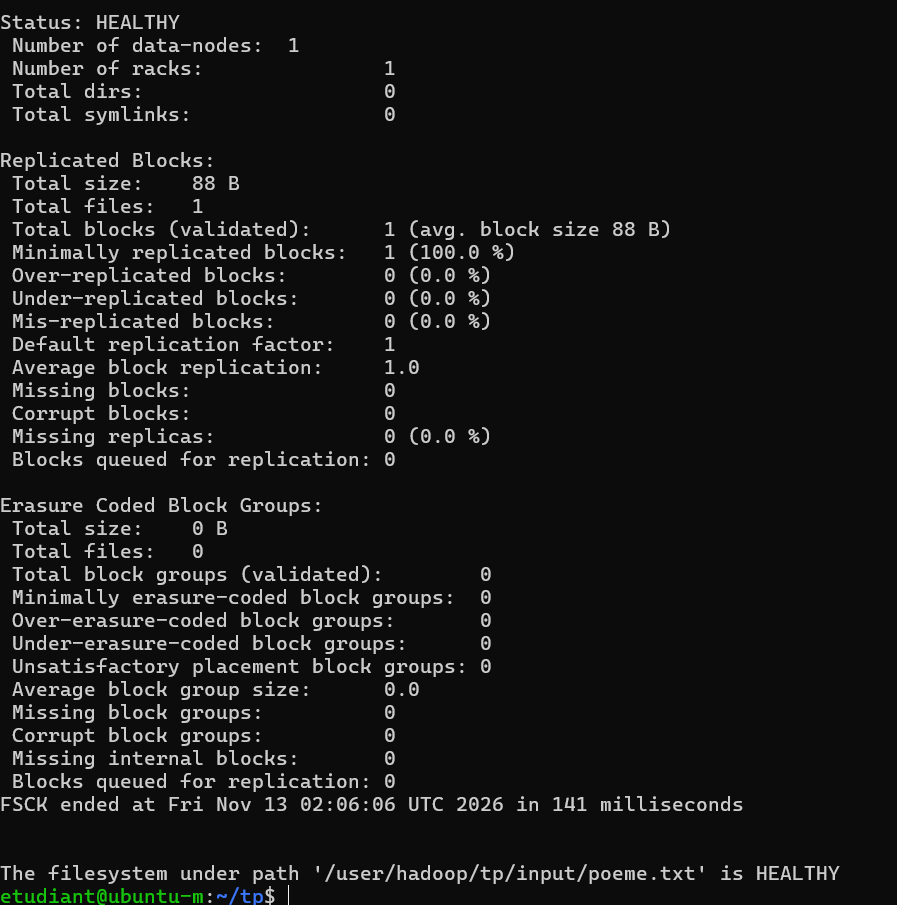 Status: HEALTHY
Number of data-nodes: 1
Number of racks: 1
Total dirs: 0
Total symlinks: 0
Replicated Blocks:
Total size: 88 B
Total files: 1
Total blocks (validated): 1 (avg. block size 88 B)
Minimally replicated blocks: 1 (100.0 %)
Over-replicated blocks: 0 (0.0 %)
Under-replicated blocks: 0 (0.0 %)
Mis-replicated blocks: 0 (0.0 %)
Default replication factor: 1
Average block replication: 1.0
Missing blocks: 0
Corrupt blocks: 0
Missing replicas: 0 (0.0 %)
Blocks queued for replication: 0
Erasure Coded Block Groups:
Total size: 0 B
Total files: 0
Total block groups (validated): 0
Minimally erasure-coded block groups: 0
Over-erasure-coded block groups: 0
Under-erasure-coded block groups: 0
Unsatisfactory placement block groups: 0
Average block group size: 0.0
Missing block groups: 0
Corrupt block groups: 0
Missing internal blocks: 0
Blocks queued for replication: 0
FSCK ended at Fri Nov 13 02:06:06 UTC 2026 in 141 milliseconds
The filesystem under path '/user/hadoop/tp/input/poeme.txt' is HEALTHY
etudiant@ubuntu-m:~/tp$